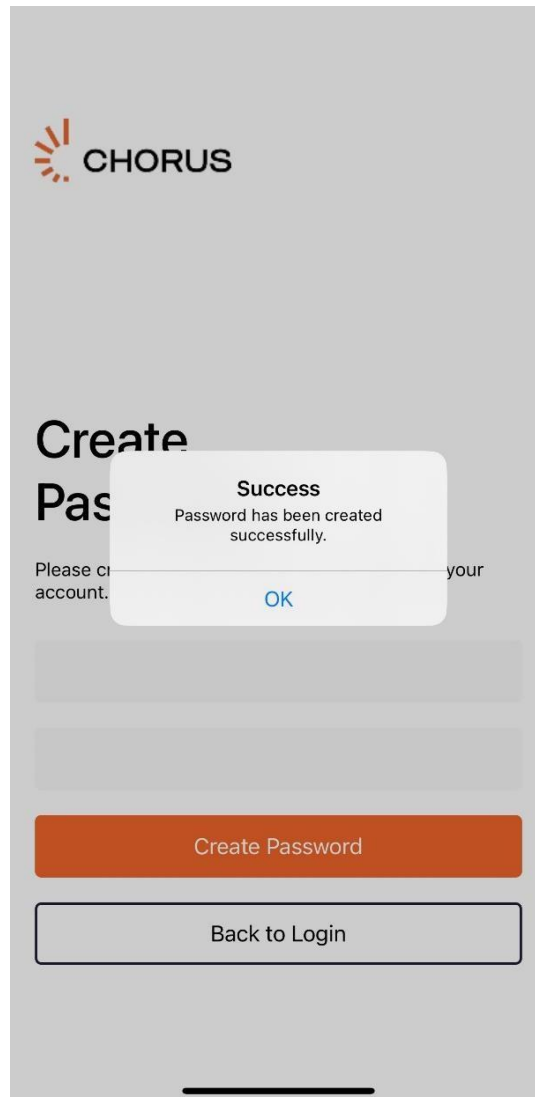 CHORUS
Create
Pas
Success
Password has been created
successfully.
Please cr
your
account.
OK
Create Password
Back to Login